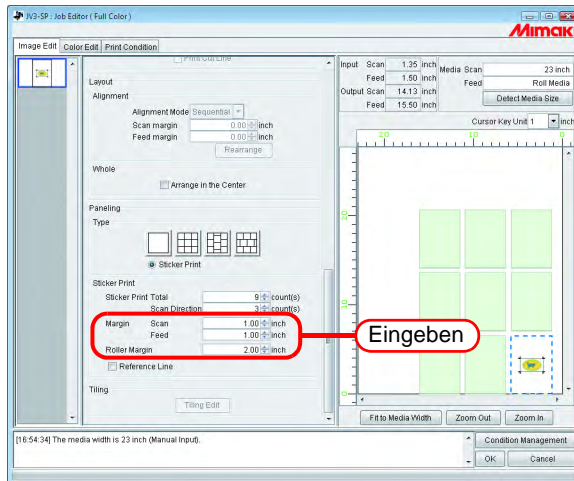 JV3-SP : Job Editor ( Full Color )
Mimaki
Image Edit Color Edit Print Condition
Print Cut Line
Layout
Alignment
Alignment Mode Sequential
Scan margin 0.00 inch
Feed margin 0.00 inch
Rearrange
Whole
Arrange in the Center
Paneling
Type
Sticker Print
Sticker Print
Sticker Print Total 9 count(s)
Scan Direction 3 count(s)
Margin Scan 1.00 inch
Feed 1.00 inch
Roller Margin 2.00 inch
Reference Line
Tiling
Tiling Edit
Input Scan 1.35 inch
Feed 1.50 inch
Output Scan 14.13 inch
Feed 15.50 inch
Media Scan 23 inch
Feed Roll Media
Detect Media Size
Cursor Key Unit 1 inch
20 10 0
20
10
0
Eingeben
Fit to Media Width Zoom Out Zoom In
[16:54:34] The media width is 23 inch (Manual Input).
Condition Management
OK Cancel